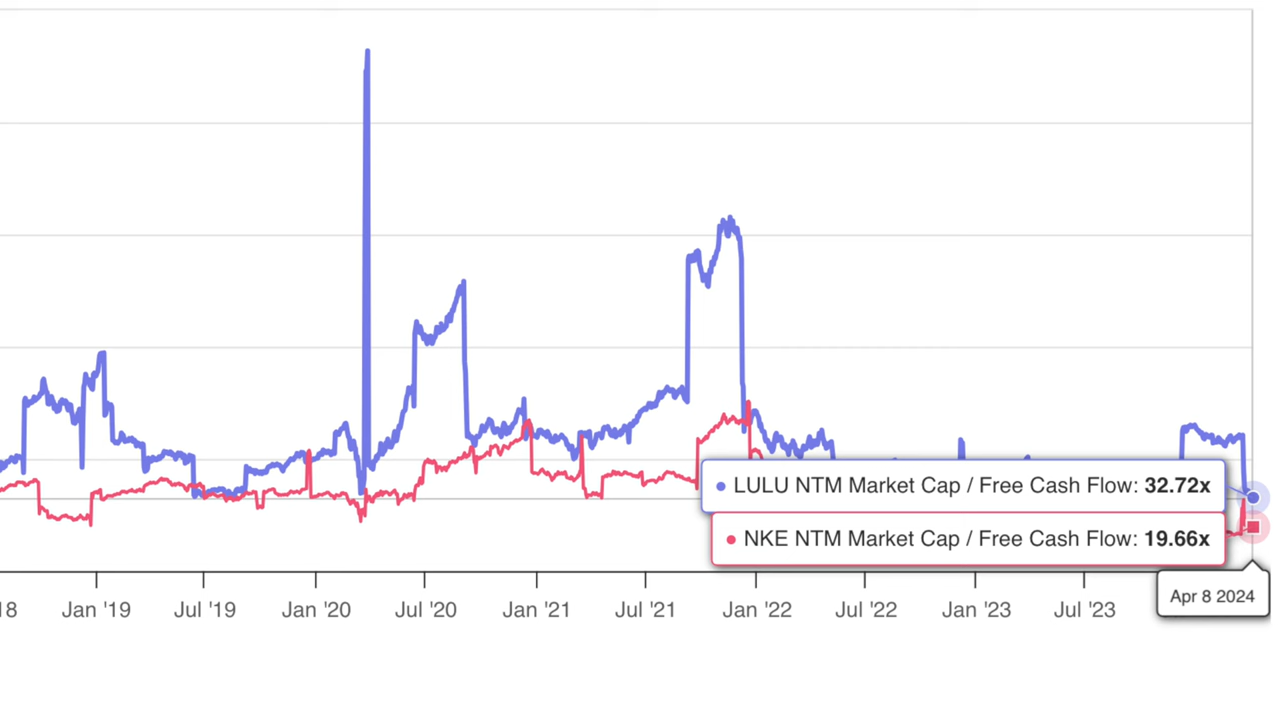 LULU NTM Market Cap / Free Cash Flow: 32.72x
NKE NTM Market Cap / Free Cash Flow: 19.66x
18 Jan '19 Jul '19 Jan '20 Jul '20 Jan '21 Jul '21 Jan '22 Jul '22 Jan '23 Jul '23
Apr 8 2024